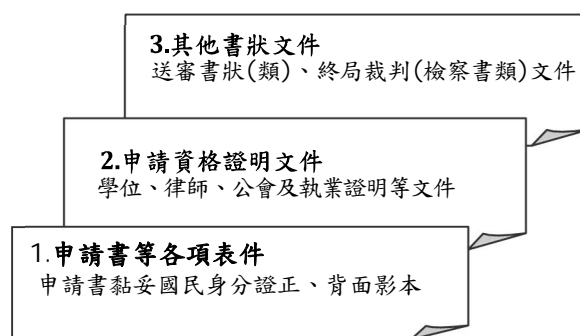 3.其他書狀文件
送審書狀(類)、終局裁判(檢察書類)文件
2.申請資格證明文件
學位、律師、公會及執業證明等文件
1.申請書等各項表件
申請書黏妥國民身分證正、背面影本